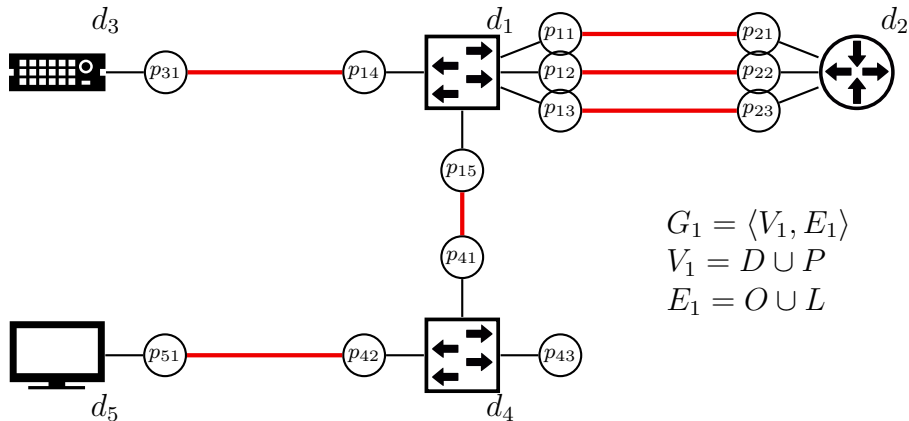 d₃ d₁ d₂
p₁₁ p₂₁
p₃₁ p₁₄ p₁₂ p₂₂
p₁₃ p₂₃
p₁₅
G₁ = ⟨V₁, E₁⟩
p₄₁ V₁ = D ∪ P
E₁ = O ∪ L
p₅₁ p₄₂ p₄₃
d₅ d₄